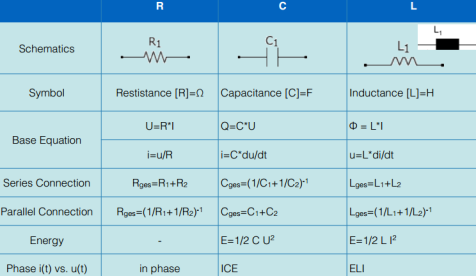 R C L
Schematics R₁ C₁ L₁ L₁
Symbol Restistance [R]=Ω Capacitance [C]=F Inductance [L]=H
Base Equation
U=R*I Q=C*U Φ = L*I
i=u/R i=C*du/dt u=L*di/dt
Series Connection Rges=R1+R2 Cges=(1/C1+1/C2)-1 Lges=L1+L2
Parallel Connection Rges=(1/R1+1/R2)-1 Cges=C1+C2 Lges=(1/L1+1/L2)-1
Energy - E=1/2 C U² E=1/2 L I²
Phase i(t) vs. u(t) in phase ICE ELI